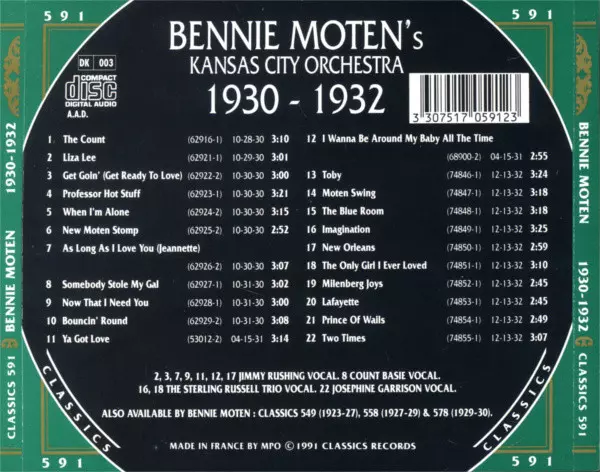 591
591
BENNIE MOTEN's
KANSAS CITY ORCHESTRA
1930 - 1932
DK 003
COMPACT
disc
DIGITAL AUDIO
A.A.D.
3 307517 059123
1 The Count (62916-1) 10-28-30 3:10
2 Liza Lee (62921-1) 10-29-30 3:01
3 Get Goin' (Get Ready To Love) (62922-2) 10-30-30 3:00
4 Professor Hot Stuff (62923-1) 10-30-30 3:21
5 When I'm Alone (62924-2) 10-30-30 3:15
6 New Moten Stomp (62925-2) 10-30-30 2:52
7 As Long As I Love You (Jeannette)
(62926-2) 10-30-30 3:07
8 Somebody Stole My Gal (62927-1) 10-31-30 3:02
9 Now That I Need You (62928-1) 10-31-30 3:00
10 Bouncin' Round (62929-2) 10-31-30 3:08
11 Ya Got Love (53012-2) 04-15-31 3:14
12 I Wanna Be Around My Baby All The Time
(68900-2) 04-15-31 2:55
13 Toby (74846-1) 12-13-32 3:24
14 Moten Swing (74847-1) 12-13-32 3:18
15 The Blue Room (74848-1) 12-13-32 3:18
16 Imagination (74849-1) 12-13-32 3:25
17 New Orleans (74850-1) 12-13-32 2:59
18 The Only Girl I Ever Loved (74851-1) 12-13-32 3:10
19 Milenberg Joys (74852-1) 12-13-32 2:45
20 Lafayette (74853-1) 12-13-32 2:45
21 Prince Of Wails (74854-1) 12-13-32 2:49
22 Two Times (74855-1) 12-13-32 3:07
2, 3, 7, 9, 11, 12, 17 JIMMY RUSHING VOCAL. 8 COUNT BASIE VOCAL.
16, 18 THE STERLING RUSSELL TRIO VOCAL. 22 JOSEPHINE GARRISON VOCAL.
ALSO AVAILABLE BY BENNIE MOTEN : CLASSICS 549 (1923-27), 558 (1927-29) & 578 (1929-30).
MADE IN FRANCE BY MPO ℗ © 1991 CLASSICS RECORDS
CLASSICS
CLASSICS
591
591
CLASSICS 591 BENNIE MOTEN 1930-1932
BENNIE MOTEN 1930-1932 CLASSICS 591